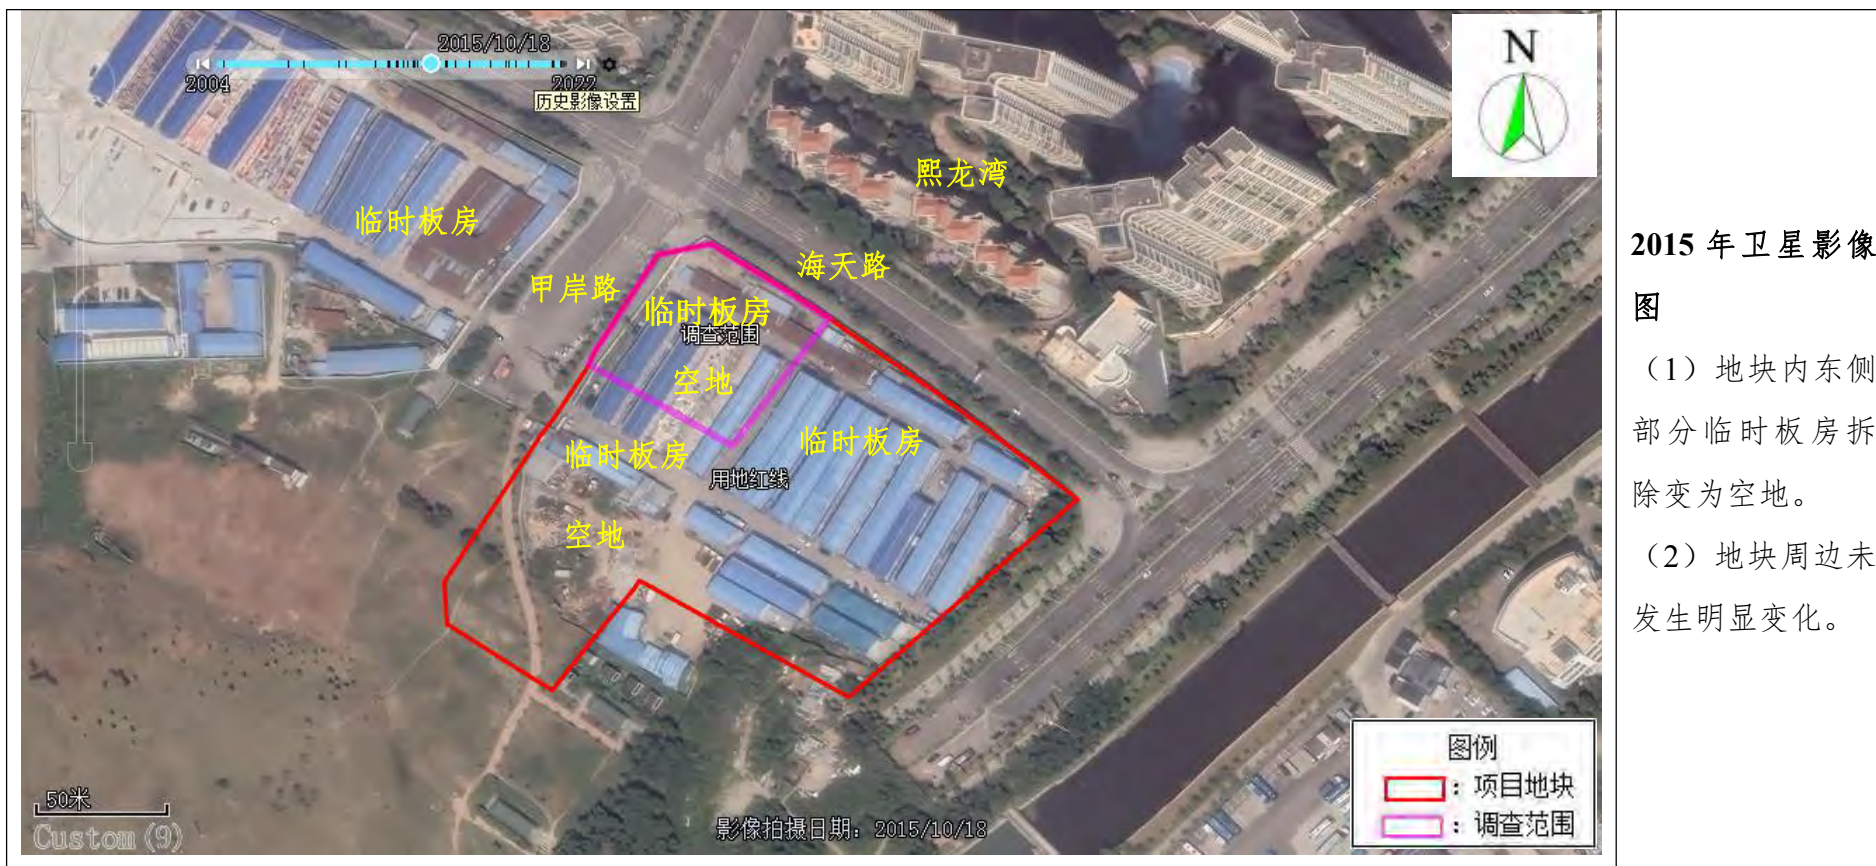 2015/10/18
2004
2022
历史影像设置
N
熙龙湾
临时板房
海天路
甲岸路
临时板房
调查范围
空地
临时板房
临时板房
用地红线
空地
50米
Custom (9)
影像拍摄日期：2015/10/18
图例
：项目地块
：调查范围
2015 年卫星影像
图
（1）地块内东侧
部分临时板房拆
除变为空地。
（2）地块周边未
发生明显变化。